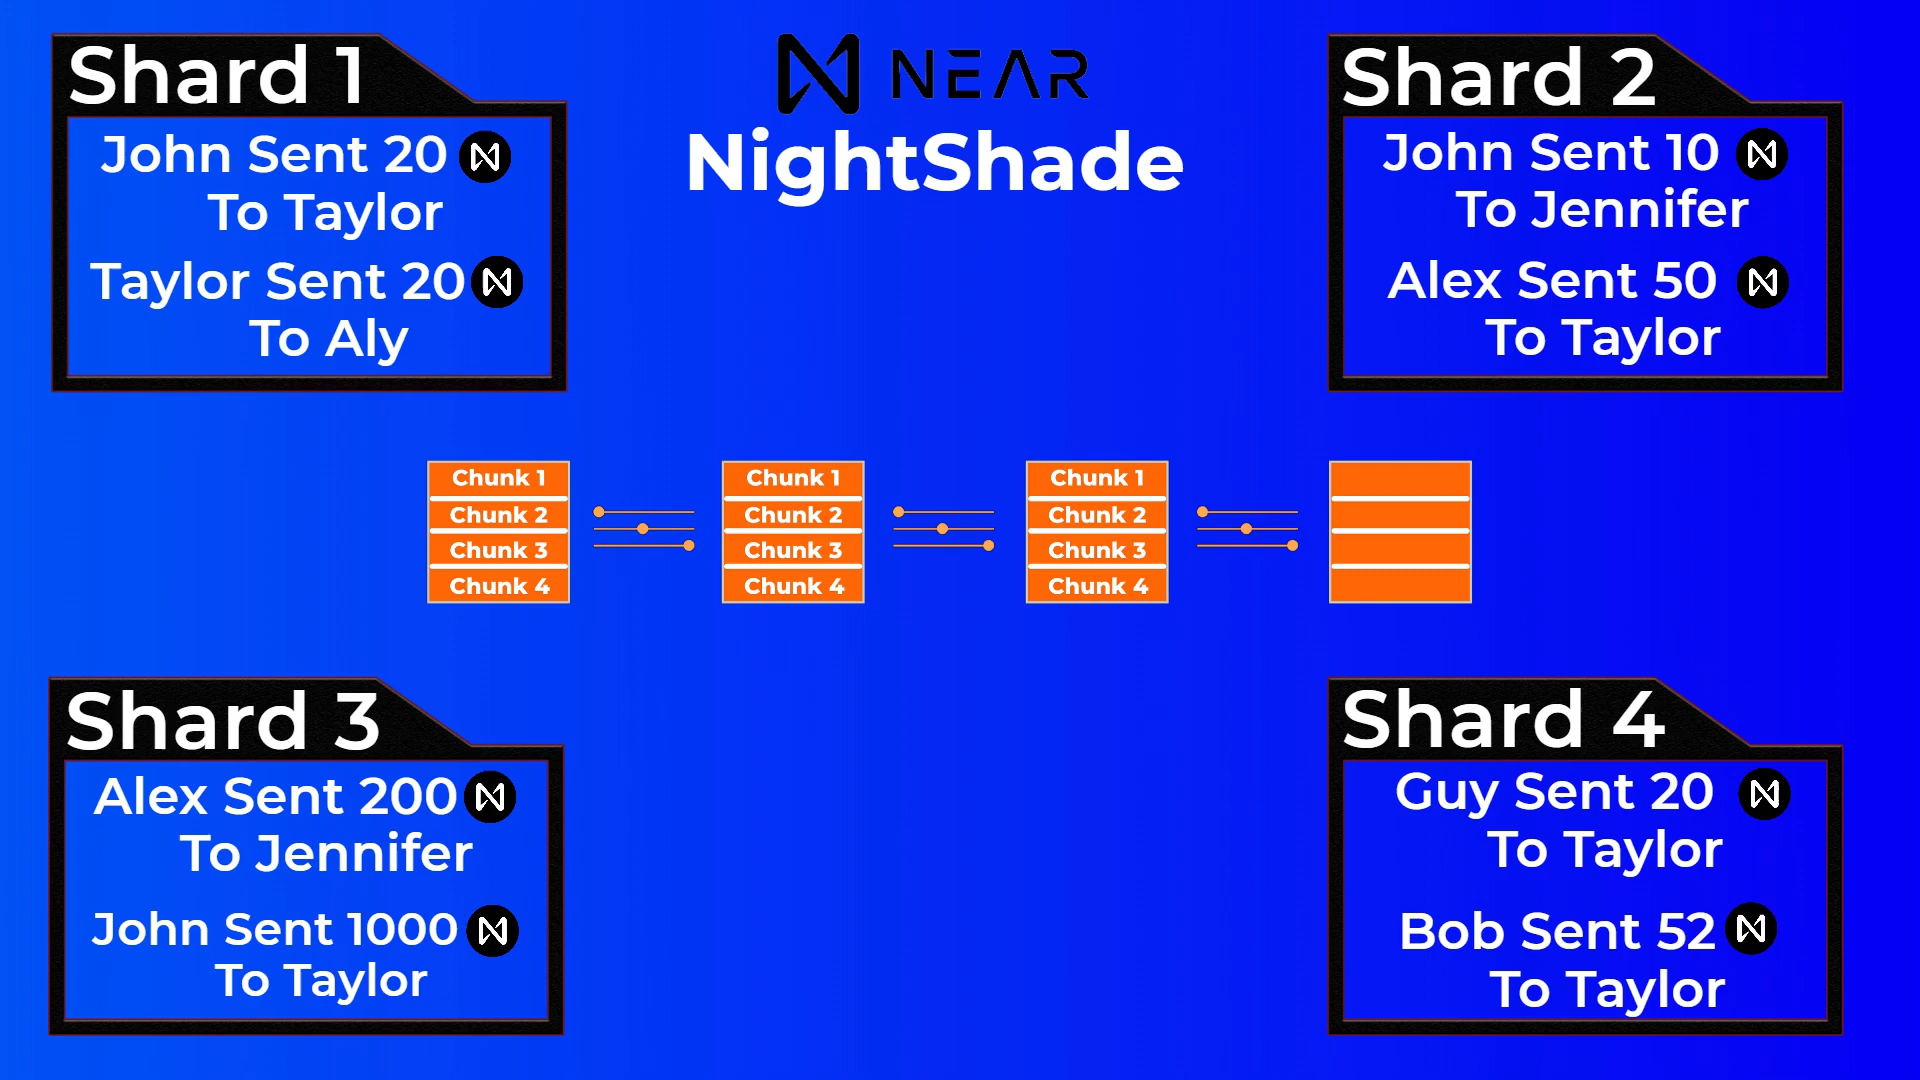 Shard 1
John Sent 20
To Taylor
Taylor Sent 20
To Aly
NEAR
NightShade
Shard 2
John Sent 10
To Jennifer
Alex Sent 50
To Taylor
Chunk 1
Chunk 2
Chunk 3
Chunk 4
Chunk 1
Chunk 2
Chunk 3
Chunk 4
Chunk 1
Chunk 2
Chunk 3
Chunk 4
Shard 3
Alex Sent 200
To Jennifer
John Sent 1000
To Taylor
Shard 4
Guy Sent 20
To Taylor
Bob Sent 52
To Taylor